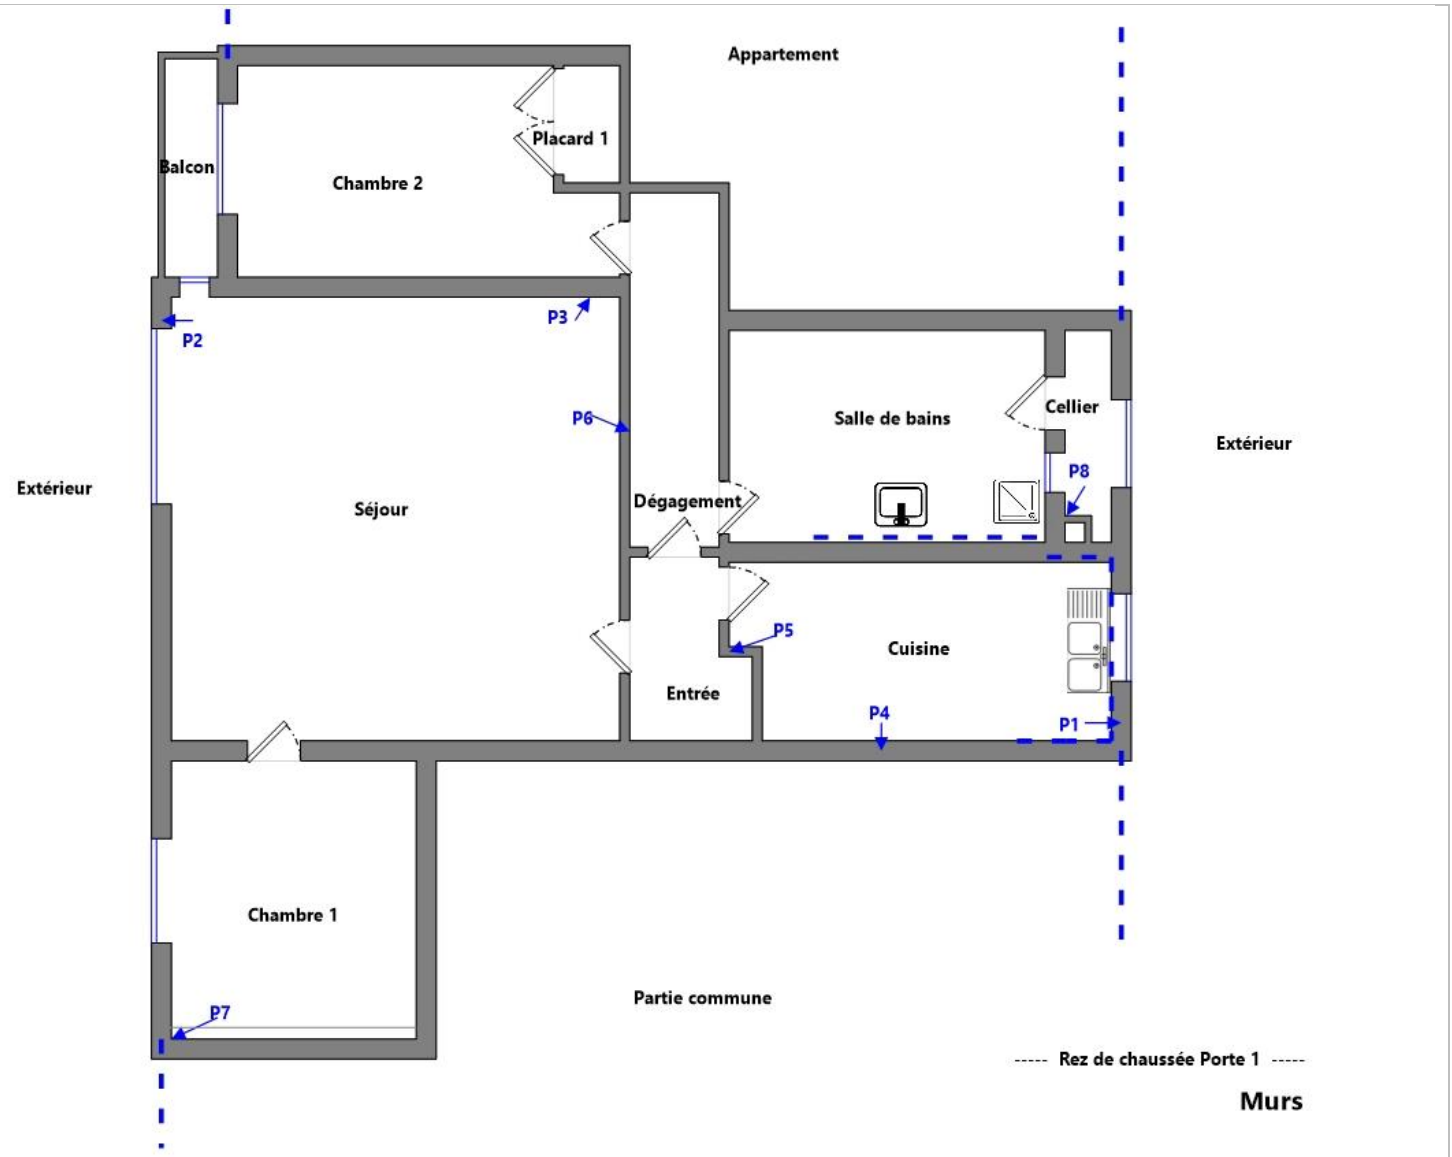 Appartement
Placard 1
Balcon
Chambre 2
P3
P2
P6
Cellier
Salle de bains
Extérieur
P8
Extérieur
Dégagement
Séjour
P5
Cuisine
Entrée
P4
P1
Chambre 1
Partie commune
P7
----- Rez de chaussée Porte 1 -----
Murs